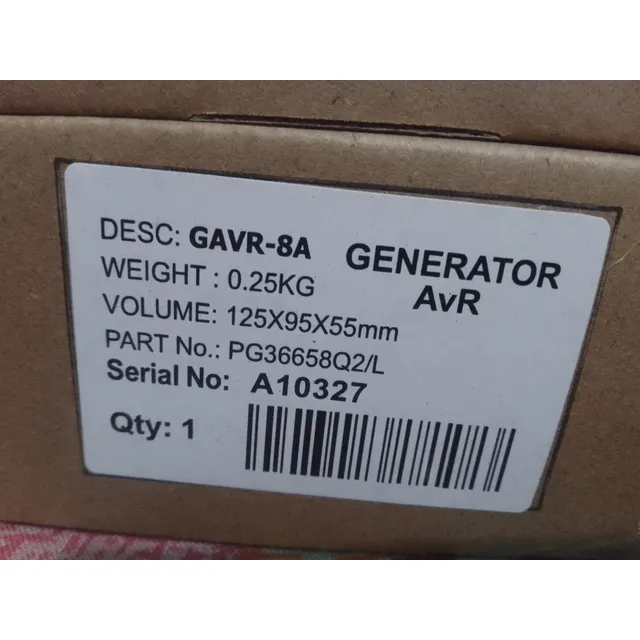 DESC: GAVR-8A
GENERATOR
AvR
WEIGHT : 0.25KG
VOLUME: 125X95X55mm
PART No.: PG36658Q2/L
Serial No: A10327
Qty: 1